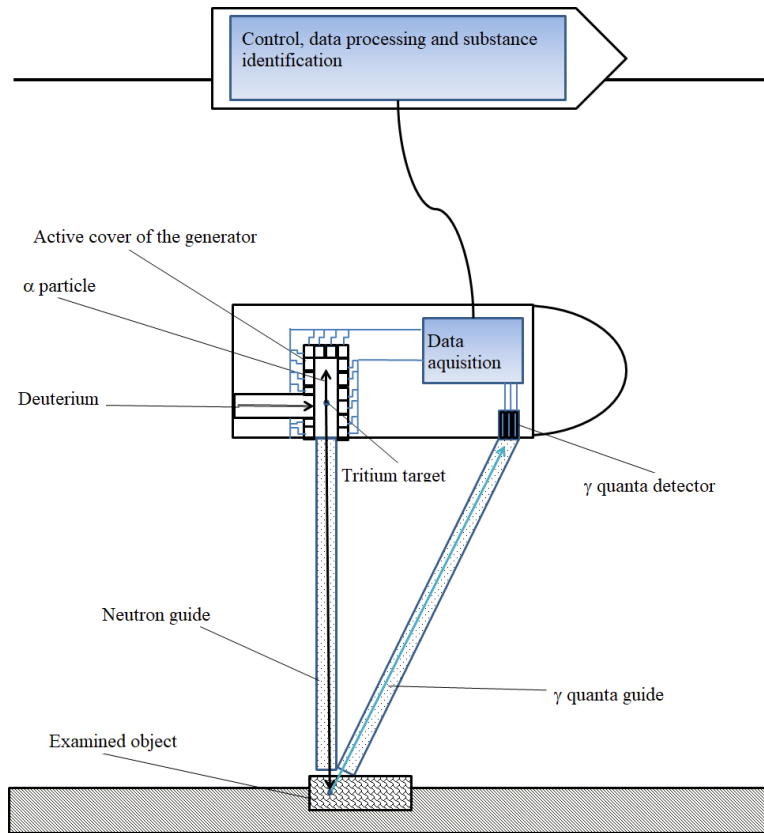 Control, data processing and substance
identification
Active cover of the generator
α particle
Data
aquisition
Deuterium
Tritium target
γ quanta detector
Neutron guide
γ quanta guide
Examined object